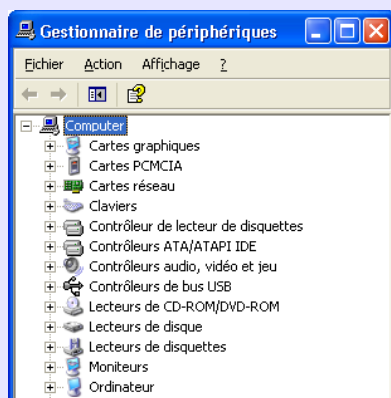 Gestionnaire de périphériques
Fichier Action Affichage ?
Computer
Cartes graphiques
Cartes PCMCIA
Cartes réseau
Claviers
Contrôleur de lecteur de disquettes
Contrôleurs ATA/ATAPI IDE
Contrôleurs audio, vidéo et jeu
Contrôleurs de bus USB
Lecteurs de CD-ROM/DVD-ROM
Lecteurs de disque
Lecteurs de disquettes
Moniteurs
Ordinateur